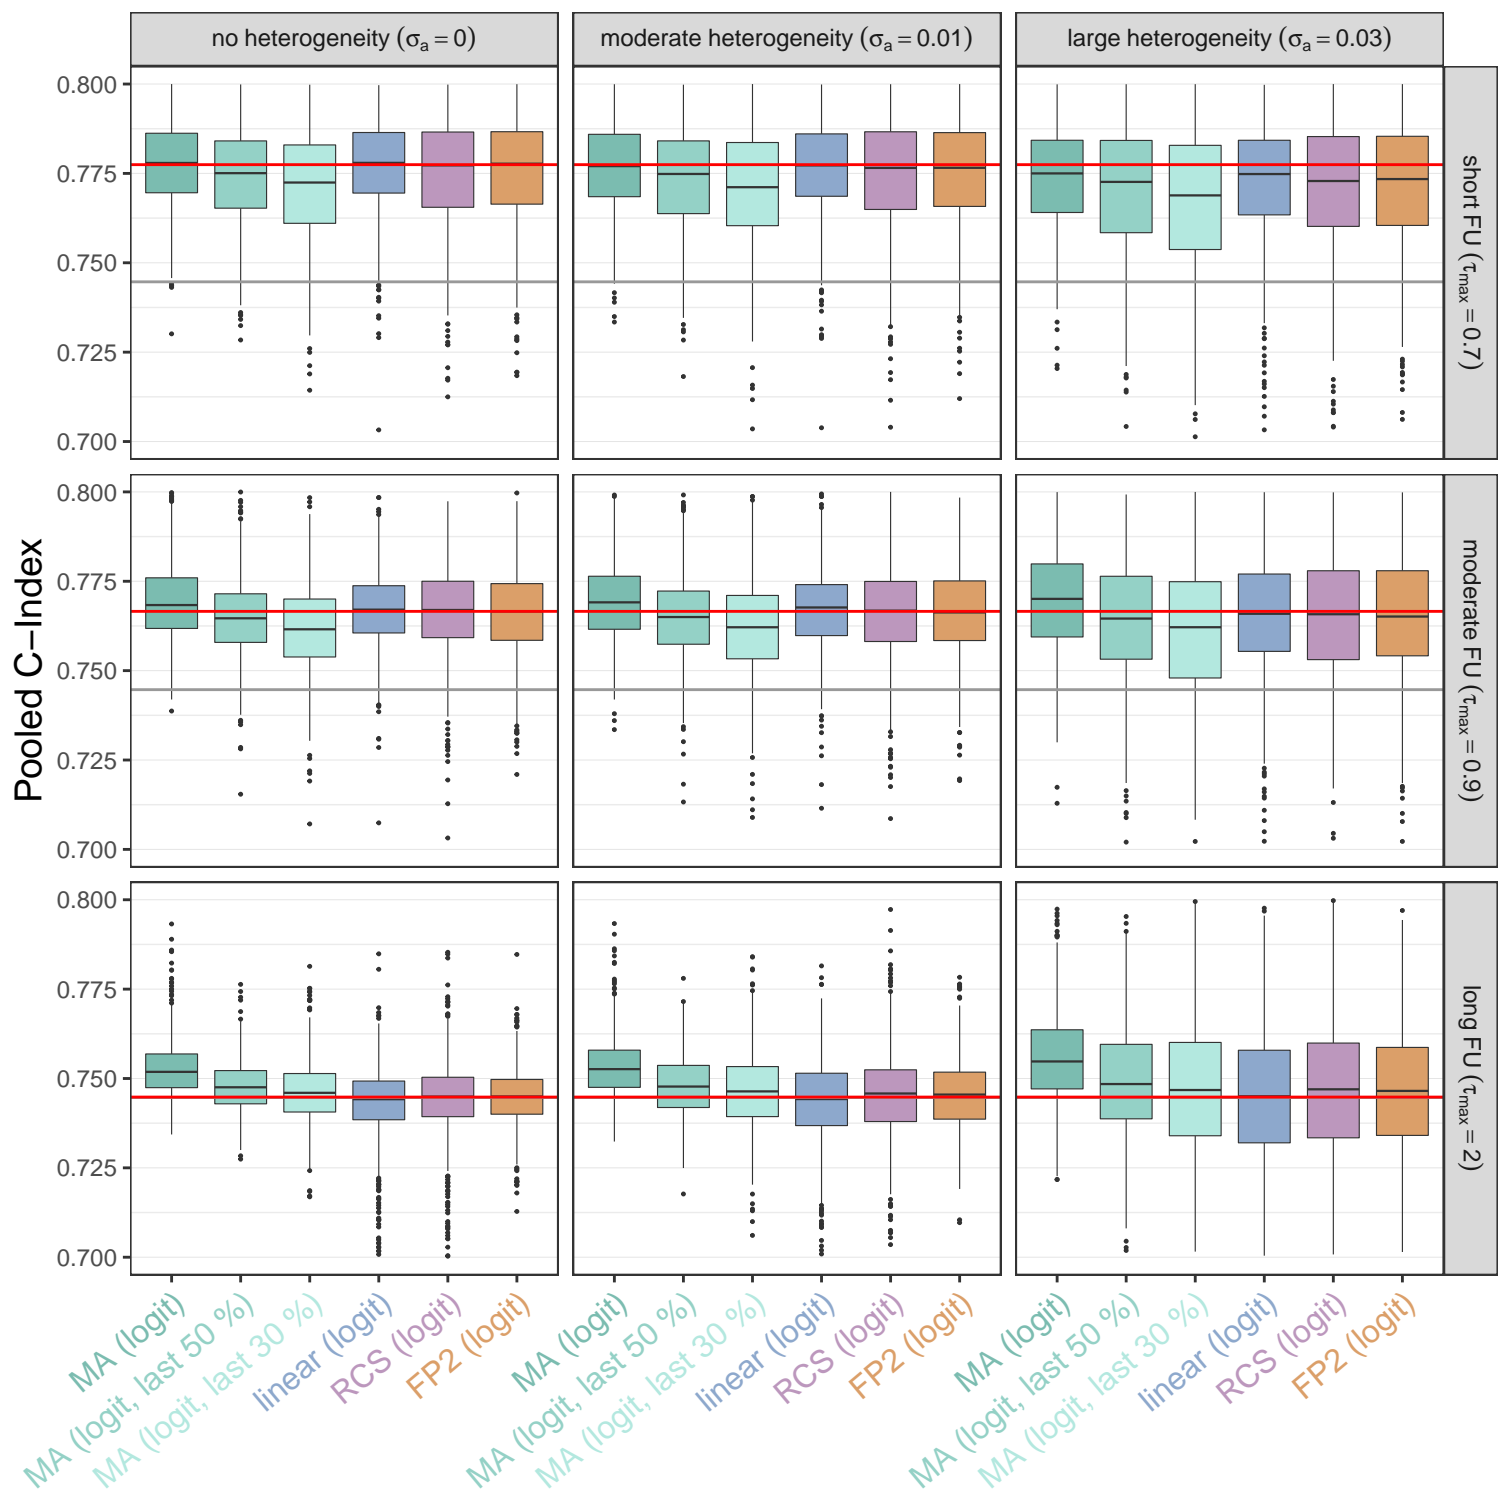 no heterogeneity (σa = 0)
moderate heterogeneity (σa = 0.01)
large heterogeneity (σa = 0.03)
Pooled C−Index
0.800
0.775
0.750
0.725
0.700
short FU (τmax = 0.7)
0.800
0.775
0.750
0.725
0.700
moderate FU (τmax = 0.9)
0.800
0.775
0.750
0.725
0.700
long FU (τmax = 2)
MA (logit)
MA (logit, last 50 %)
MA (logit, last 30 %)
linear (logit)
RCS (logit)
FP2 (logit)
MA (logit)
MA (logit, last 50 %)
MA (logit, last 30 %)
linear (logit)
RCS (logit)
FP2 (logit)
MA (logit)
MA (logit, last 50 %)
MA (logit, last 30 %)
linear (logit)
RCS (logit)
FP2 (logit)